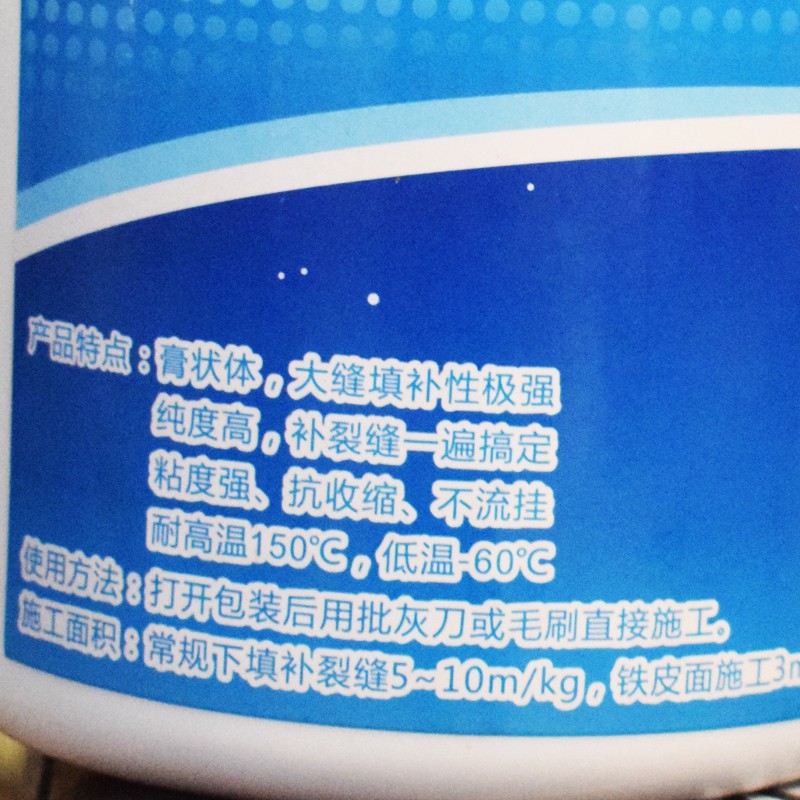 产品特点：膏状体，大缝填补性极强
纯度高，补裂缝一遍搞定
粘度强、抗收缩、不流挂
耐高温150℃，低温-60℃
使用方法：打开包装后用批灰刀或毛刷直接施工。
施工面积：常规下填补裂缝5~10m/kg，铁皮面施工3m